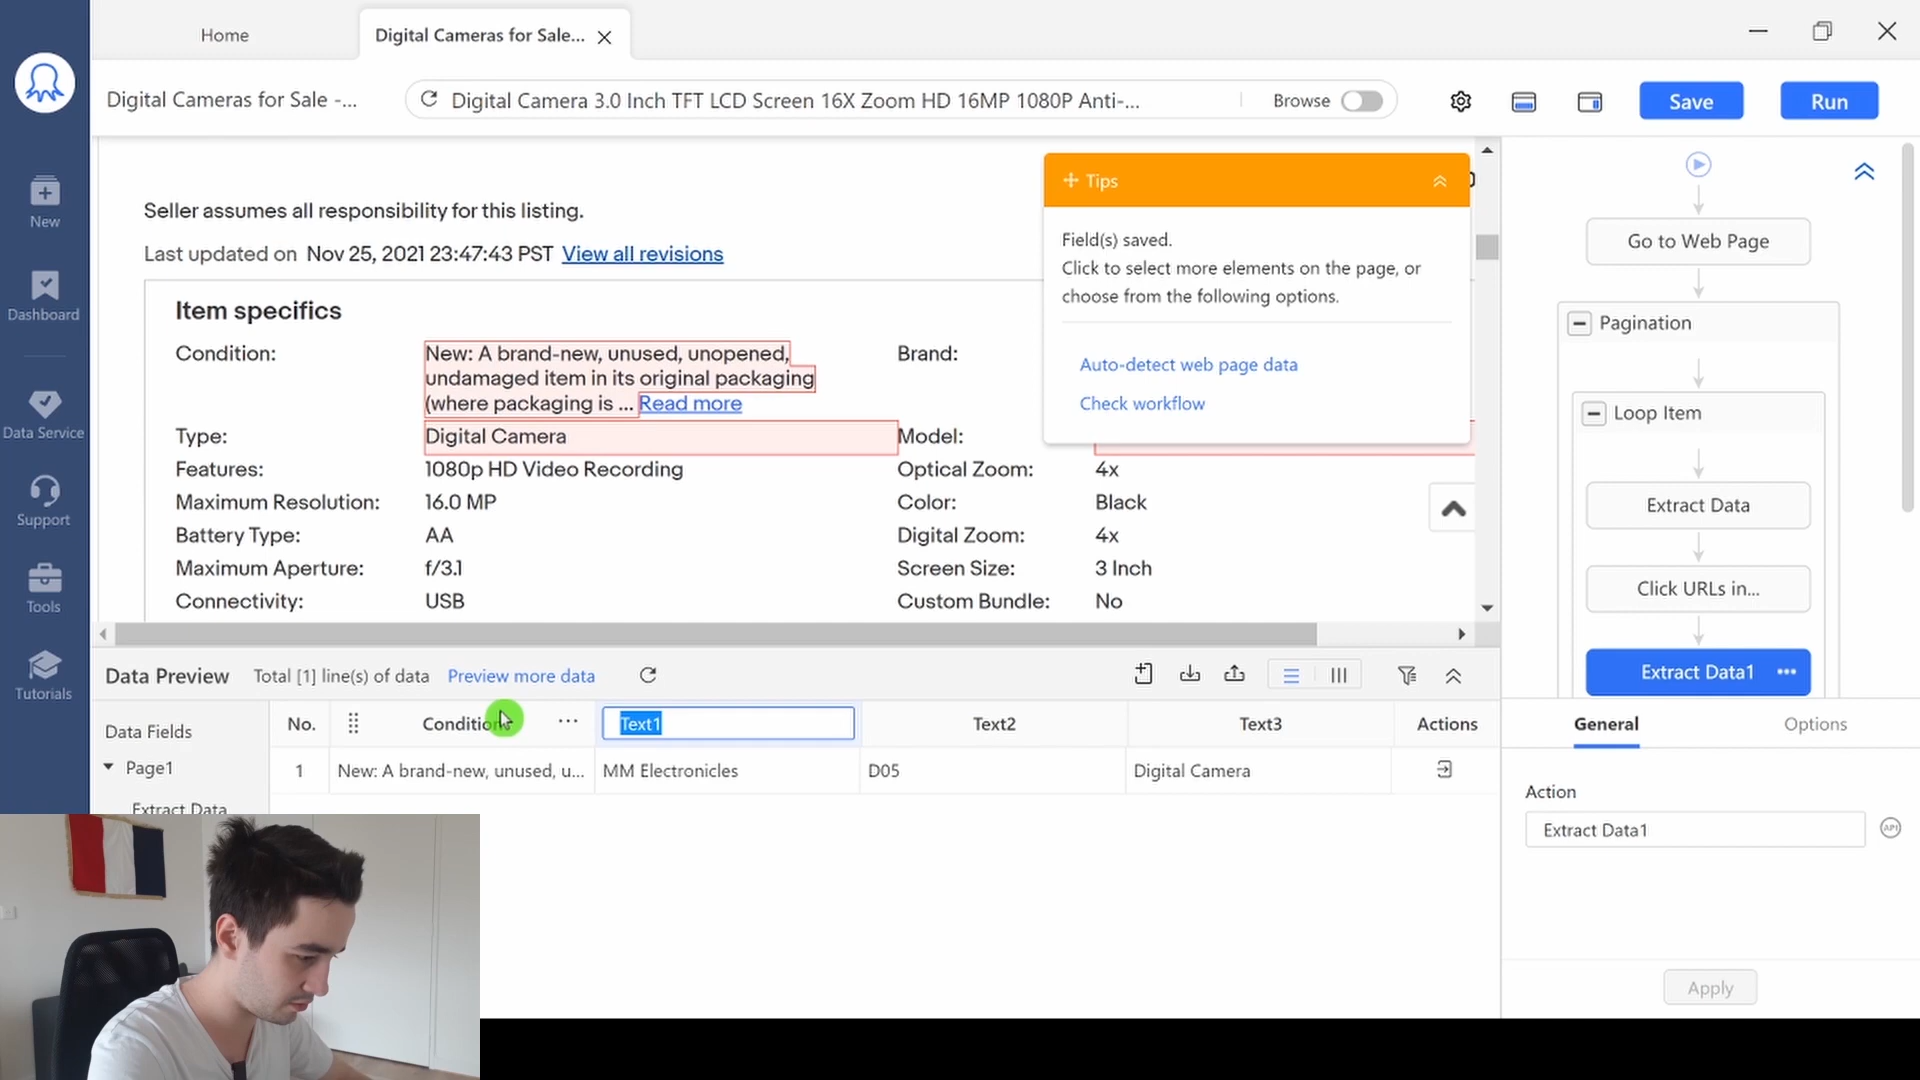 Home
Digital Cameras for Sale...
Digital Cameras for Sale -...
Digital Camera 3.0 Inch TFT LCD Screen 16X Zoom HD 16MP 1080P Anti-...
Browse
Save
Run
New
Dashboard
Data Service
Support
Tools
Tutorials
Seller assumes all responsibility for this listing.
Last updated on Nov 25, 2021 23:47:43 PST View all revisions
Item specifics
Condition:
New: A brand-new, unused, unopened,
undamaged item in its original packaging
(where packaging is ... Read more
Brand:
Type:
Digital Camera
Model:
Features:
1080p HD Video Recording
Optical Zoom:
4x
Maximum Resolution:
16.0 MP
Color:
Black
Battery Type:
AA
Digital Zoom:
4x
Maximum Aperture:
f/3.1
Screen Size:
3 Inch
Connectivity:
USB
Custom Bundle:
No
+ Tips
Field(s) saved.
Click to select more elements on the page, or
choose from the following options.
Auto-detect web page data
Check workflow
Go to Web Page
Pagination
Loop Item
Extract Data
Click URLs in...
Extract Data1
Data Preview
Total [1] line(s) of data
Preview more data
Data Fields
Page1
Extract Data
No.
Condition
Text1
Text2
Text3
Actions
1
New: A brand-new, unused, u...
MM Electronicles
D05
Digital Camera
General
Options
Action
Extract Data1
API
Apply